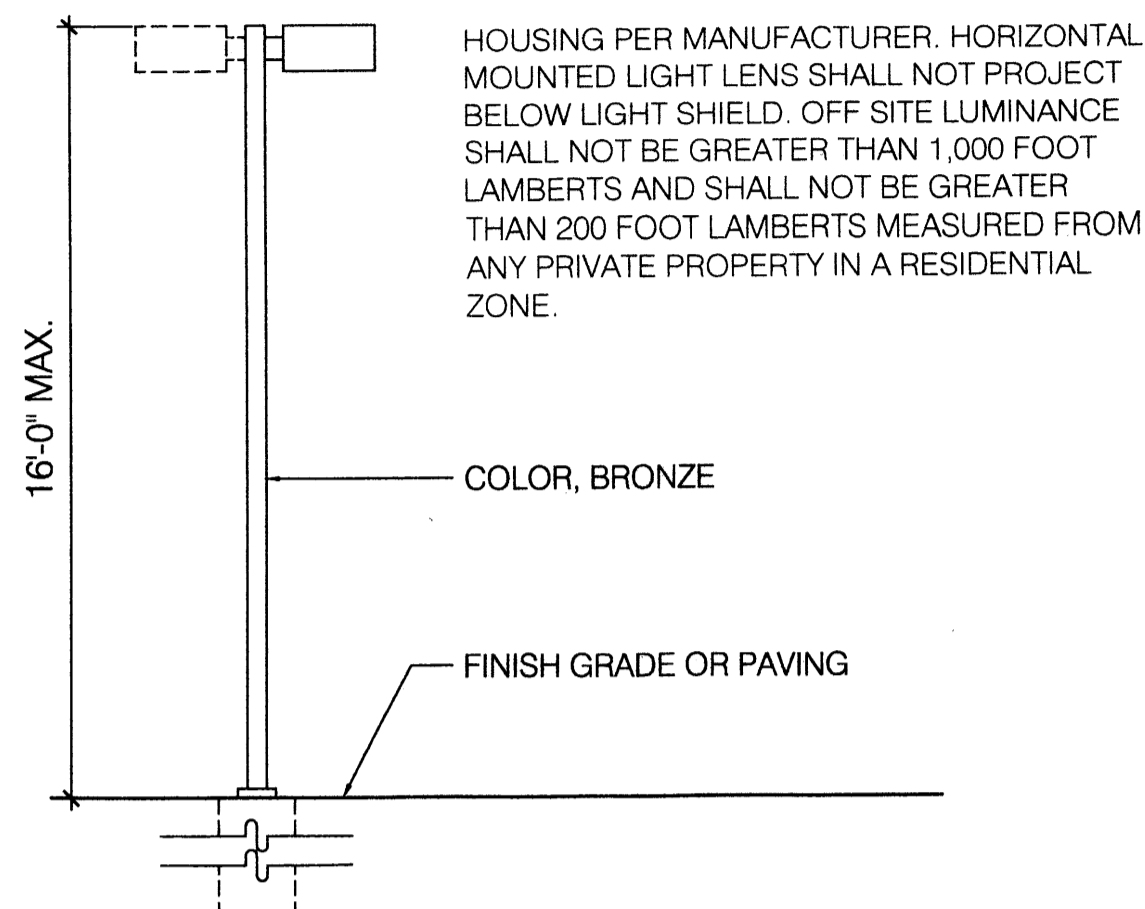 HOUSING PER MANUFACTURER. HORIZONTAL
MOUNTED LIGHT LENS SHALL NOT PROJECT
BELOW LIGHT SHIELD. OFF SITE LUMINANCE
SHALL NOT BE GREATER THAN 1,000 FOOT
LAMBERTS AND SHALL NOT BE GREATER
THAN 200 FOOT LAMBERTS MEASURED FROM
ANY PRIVATE PROPERTY IN A RESIDENTIAL
ZONE.
16'-0" MAX.
COLOR, BRONZE
FINISH GRADE OR PAVING